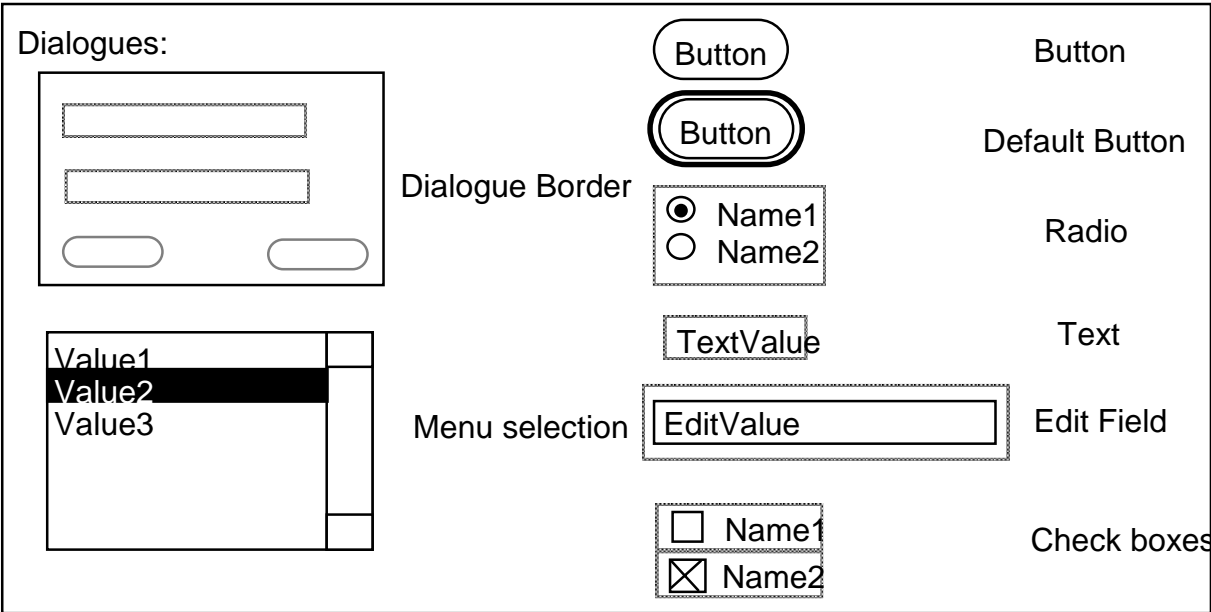 Dialogues:
Dialogue Border
Value1
Value2
Value3
Menu selection
Button
Button
Button
Default Button
Name1
Name2
Radio
TextValue
Text
EditValue
Edit Field
Name1
Name2
Check boxes